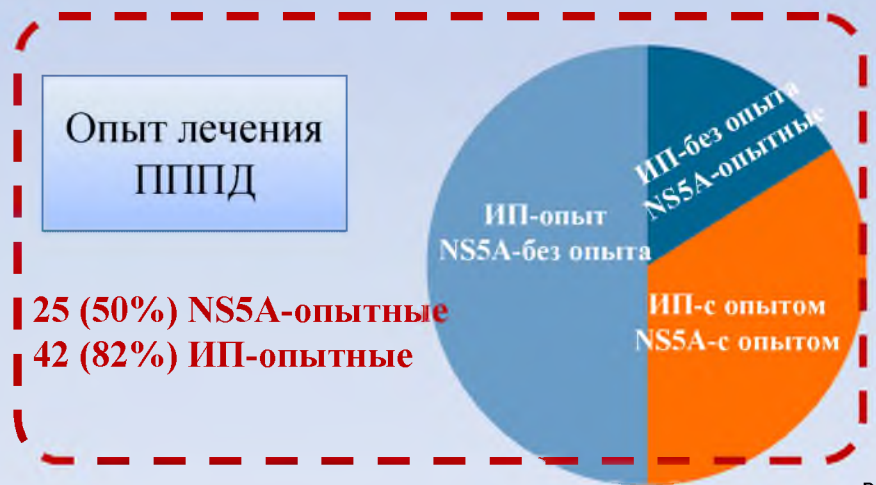 Опыт лечения
ПППД
25 (50%) NS5A-опытные
42 (82%) ИП-опытные
ИП-опыт
NS5A-без опыта
ИП-без опыта
NS5A-опытные
ИП-с опытом
NS5A-с опытом